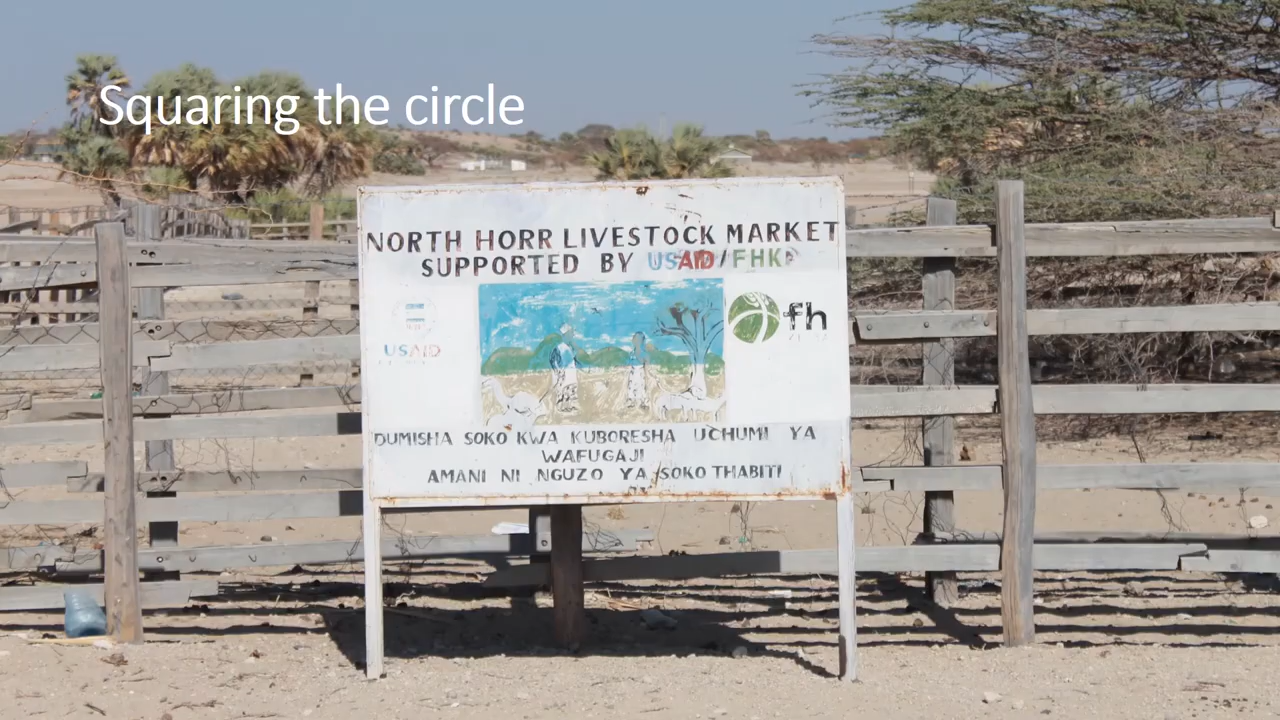 Squaring the circle
NORTH HORR LIVESTOCK MARKET
SUPPORTED BY USAID/FHKP
USAID
fh
DUMISHA SOKO KWA KUBORESHA UCHUMI YA
WAFUGAJI
AMANI NI NGUZO YA SOKO THABITI